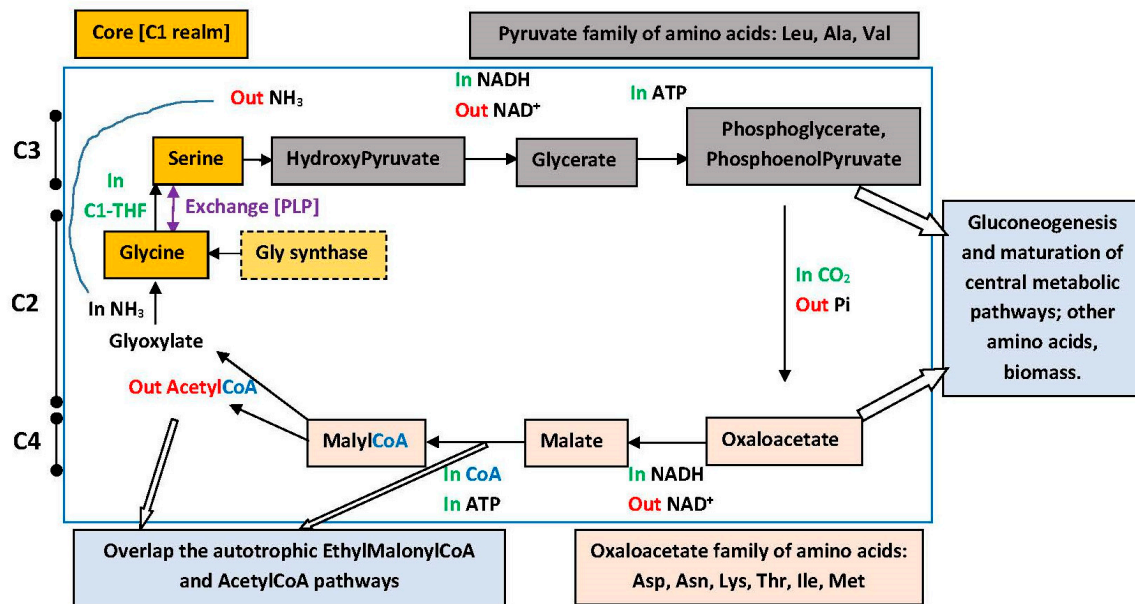 Core [C1 realm]
Pyruvate family of amino acids: Leu, Ala, Val
In NADH
Out NAD⁺
Out NH₃
In ATP
C3
Serine
HydroxyPyruvate
Glycerate
Phosphoglycerate,
PhosphoenolPyruvate
In
C1-THF
Exchange [PLP]
Glycine
Gly synthase
Gluconeogenesis
and maturation of
central metabolic
pathways; other
amino acids,
biomass.
C2
In NH₃
In CO₂
Out Pi
Glyoxylate
Out AcetylCoA
C4
MalylCoA
Malate
Oxaloacetate
In CoA
In ATP
In NADH
Out NAD⁺
Overlap the autotrophic EthylMalonylCoA
and AcetylCoA pathways
Oxaloacetate family of amino acids:
Asp, Asn, Lys, Thr, Ile, Met